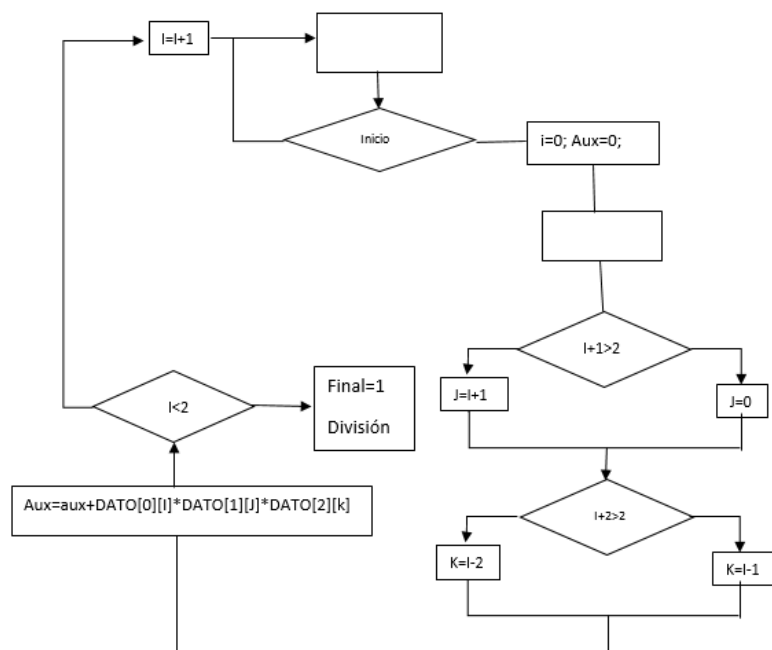 I=I+1
Inicio
i=0; Aux=0;
I+1>2
J=I+1
J=0
I+2>2
K=I-2
K=I-1
Aux=aux+DATO[0][I]*DATO[1][J]*DATO[2][k]
I<2
Final=1
División